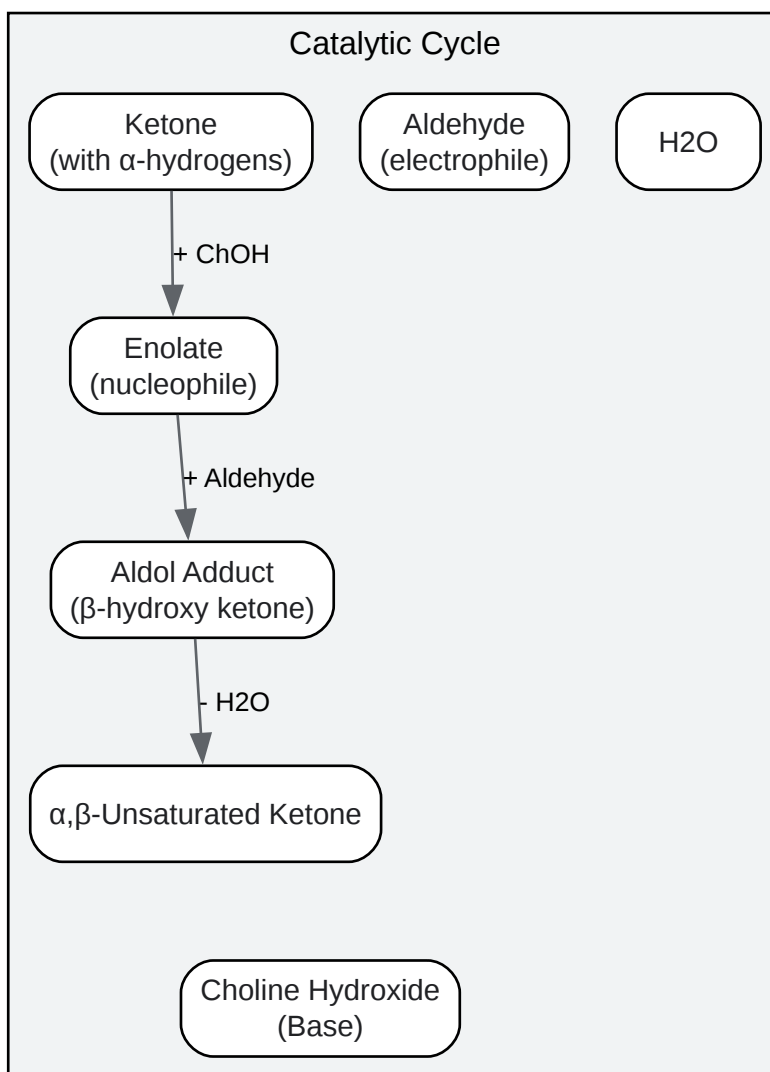 Catalytic Cycle
Ketone
(with α-hydrogens)
Aldehyde
(electrophile)
H2O
+ ChOH
Enolate
(nucleophile)
+ Aldehyde
Aldol Adduct
(β-hydroxy ketone)
- H2O
α,β-Unsaturated Ketone
Choline Hydroxide
(Base)